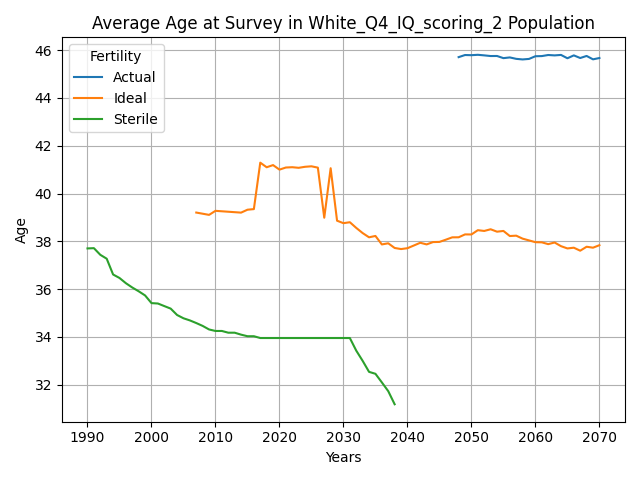 Average Age at Survey in White_Q4_IQ_scoring_2 Population
Fertility
Actual
Ideal
Sterile
46
44
42
40
38
36
34
32
Age
1990 2000 2010 2020 2030 2040 2050 2060 2070
Years